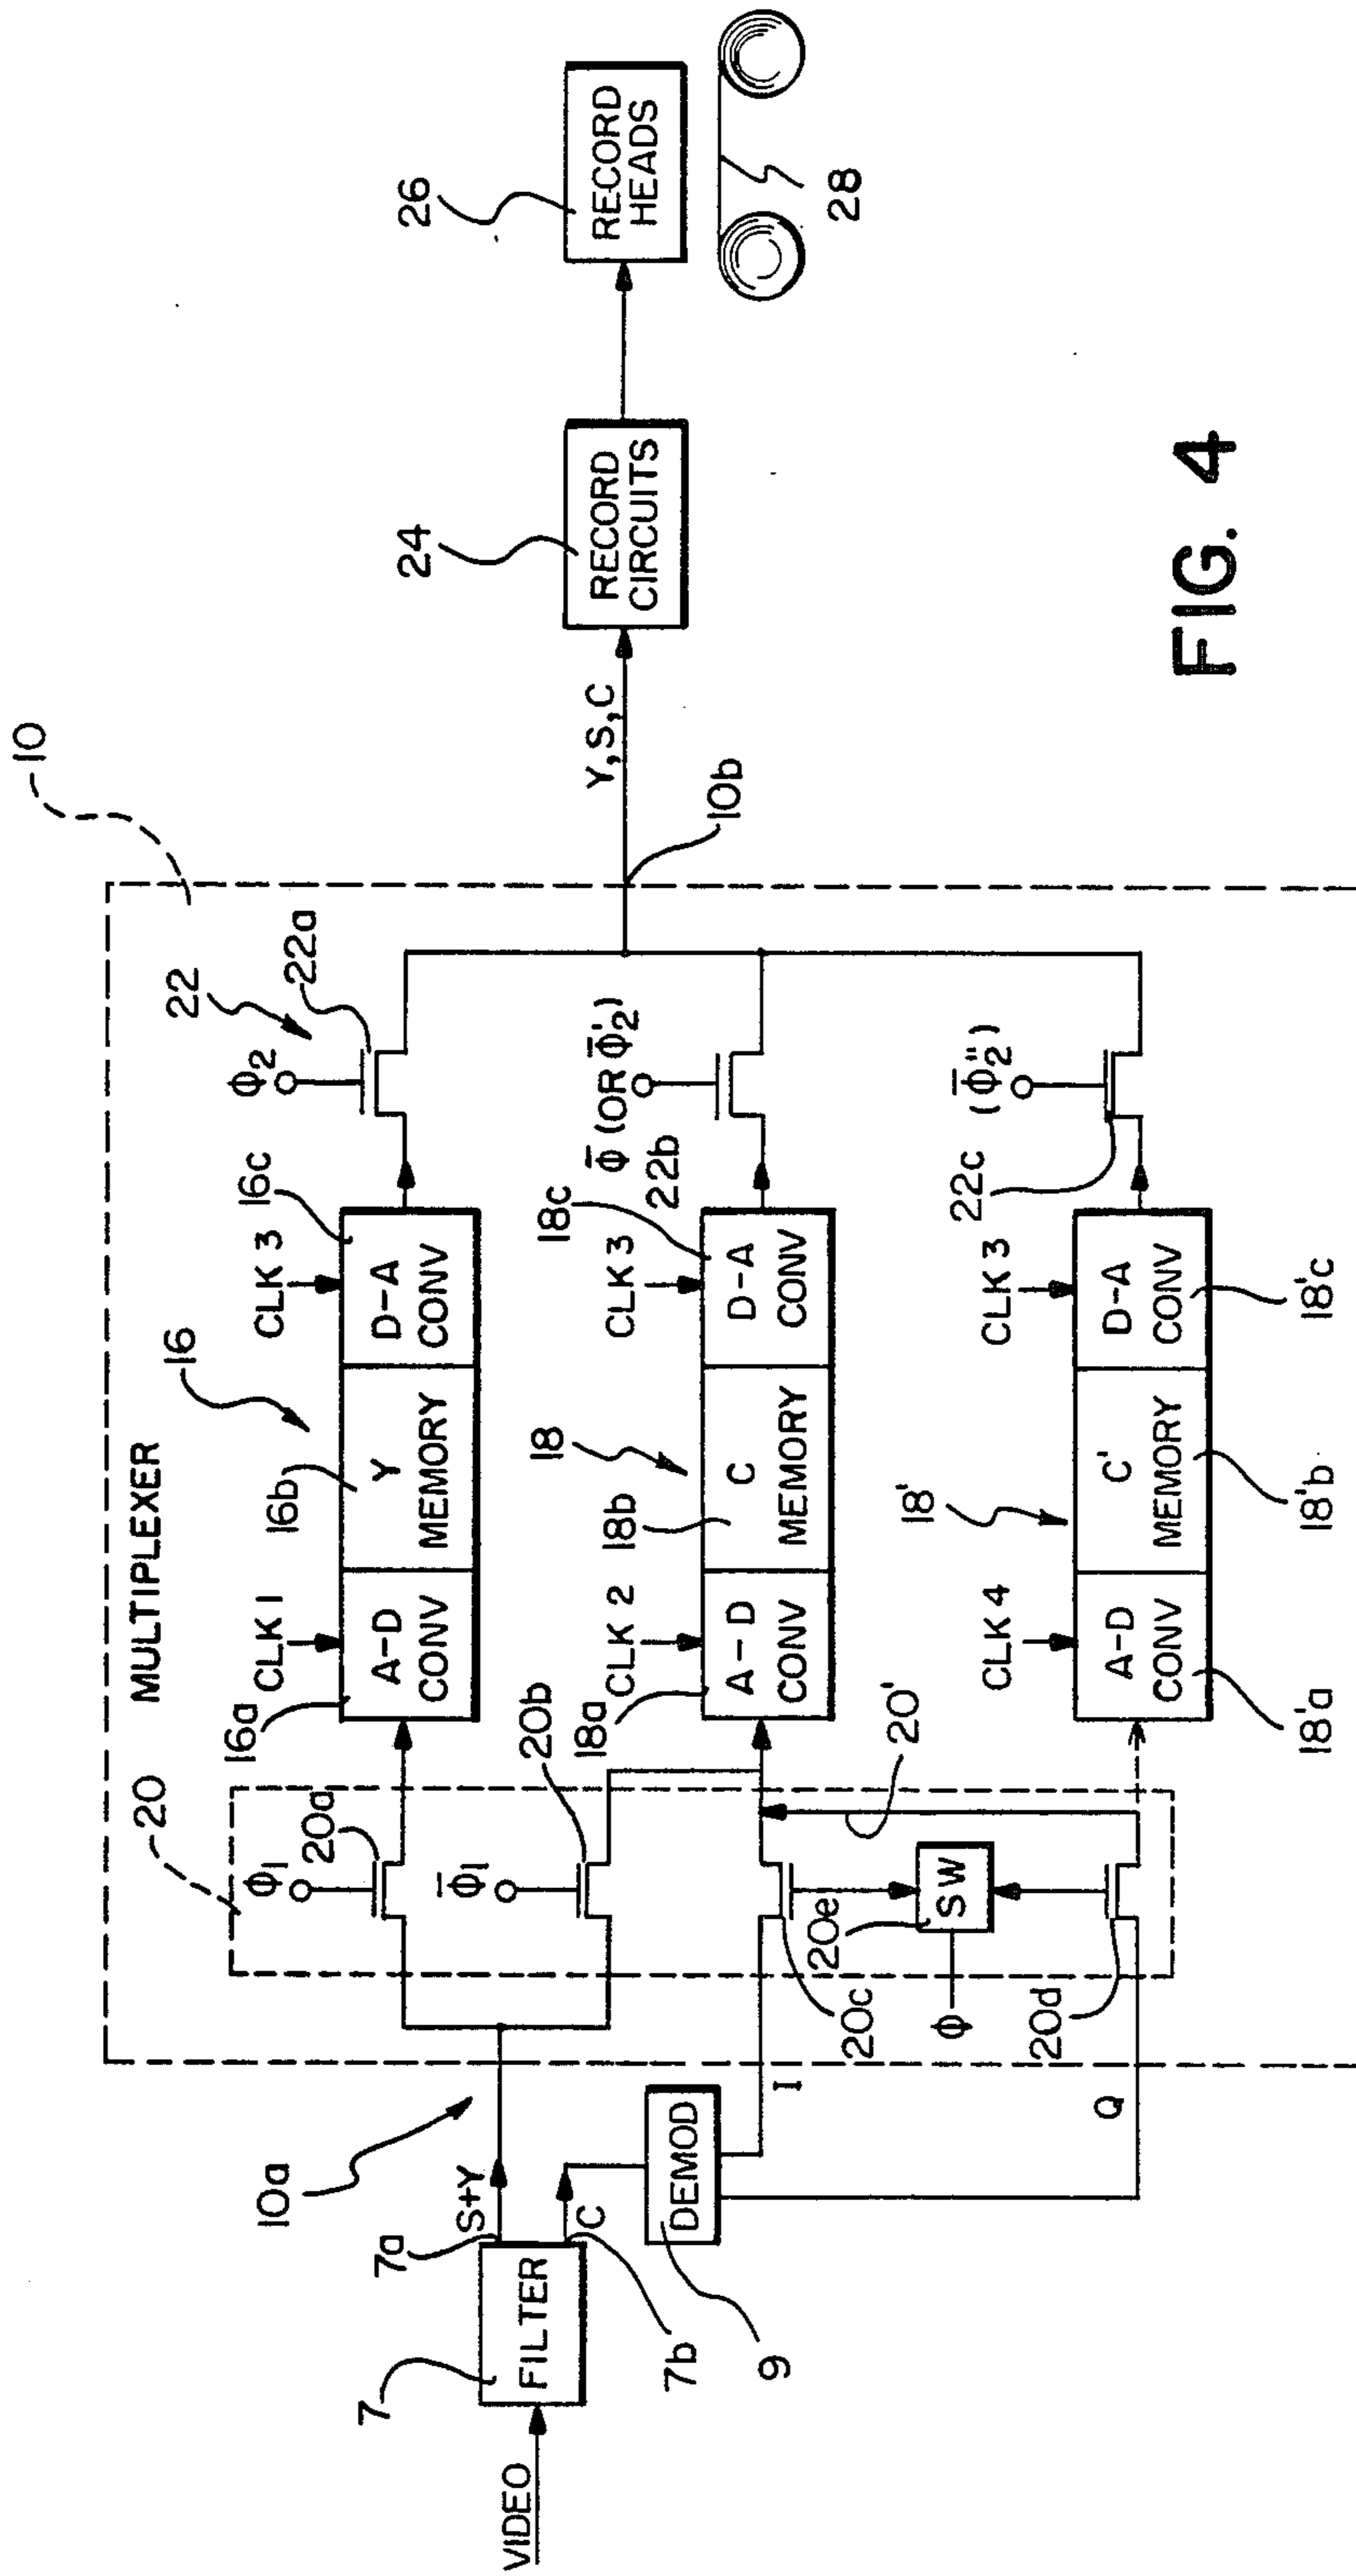 10
MULTIPLEXER
20
ϕ1
20a
ϕ̄1
20b
20c
20e
SW
ϕ
20d
20'
10a
VIDEO
7
FILTER
7a
S+Y
7b
C
9
DEMOD
I
Q
16
16a
CLK 1
A-D CONV
16b
Y MEMORY
CLK 3
16c
D-A CONV
18
18a
CLK 2
A-D CONV
18b
C MEMORY
CLK 3
18c
D-A CONV
18'
CLK 4
A-D CONV
18'a
C' MEMORY
18'b
CLK 3
D-A CONV
18'c
ϕ2
22
22a
ϕ̄ (OR ϕ̄2')
22b
(ϕ̄2'')
22c
10b
Y,S,C
24
RECORD CIRCUITS
26
RECORD HEADS
28
FIG. 4